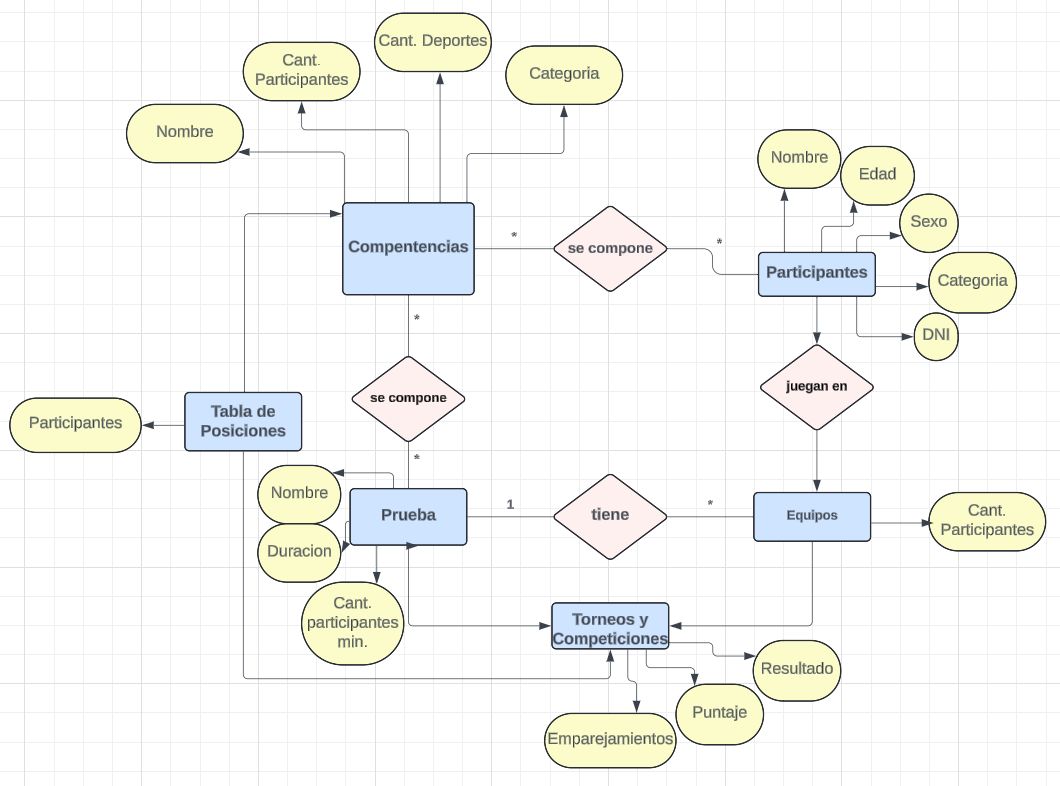 Cant. Deportes
Cant.
Participantes
Categoria
Nombre
Nombre
Edad
Sexo
Compentencias
*
se compone
*
Participantes
Categoria
DNI
*
juegan en
se compone
Tabla de
Posiciones
Participantes
*
Nombre
Prueba
1
tiene
*
Equipos
Cant.
Participantes
Duracion
Cant.
participantes
min.
Torneos y
Competiciones
Resultado
Puntaje
Emparejamientos